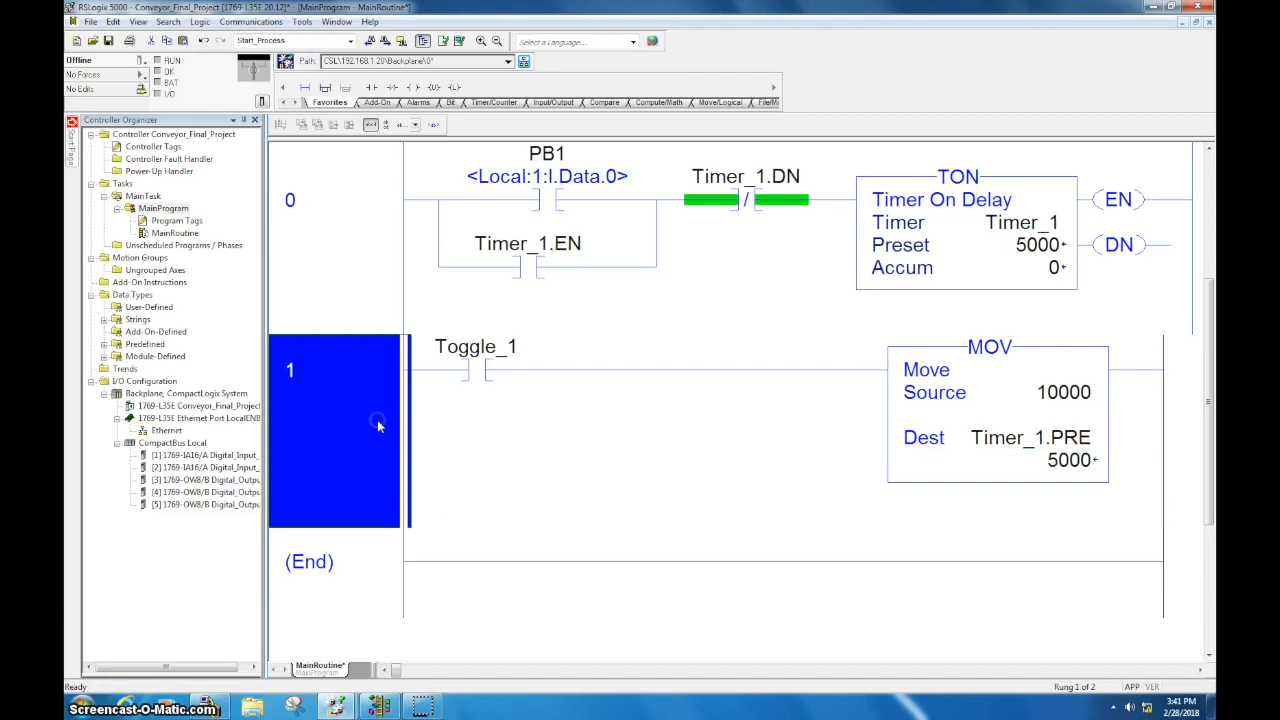 RSLogix 5000 - Conveyor_Final_Project [1769-L35E 20.12]* - [MainProgram - MainRoutine*]
File Edit View Search Logic Communications Tools Window Help
Start_Process
Select a Language...
Offline
No Forces
No Edits
RUN
OK
BAT
I/O
Path: CSL\192.168.1.20\Backplane\0*
Favorites Add-On Alarms Bit Timer/Counter Input/Output Compare Compute/Math Move/Logical File/Mi
Start Page
Controller Organizer
Controller Conveyor_Final_Project
Controller Tags
Controller Fault Handler
Power-Up Handler
Tasks
MainTask
MainProgram
Program Tags
MainRoutine
Unscheduled Programs / Phases
Motion Groups
Ungrouped Axes
Add-On Instructions
Data Types
User-Defined
Strings
Add-On-Defined
Predefined
Module-Defined
Trends
I/O Configuration
Backplane, CompactLogix System
1769-L35E Conveyor_Final_Project
1769-L35E Ethernet Port LocalENB
Ethernet
CompactBus Local
[1] 1769-IA16/A Digital_Input_
[2] 1769-IA16/A Digital_Input_
[3] 1769-OW8/B Digital_Outpu
[4] 1769-OW8/B Digital_Outpu
[5] 1769-OW8/B Digital_Outpu
0
PB1
<Local:1:I.Data.0>
Timer_1.EN
Timer_1.DN
/
TON
Timer On Delay
Timer Timer_1
Preset 5000
Accum 0
EN
DN
1
Toggle_1
MOV
Move
Source 10000
Dest Timer_1.PRE
5000
(End)
MainRoutine*
MainProgram
Ready
Rung 1 of 2
APP
VER
Screencast-O-Matic.com
3:41 PM
2/28/2018